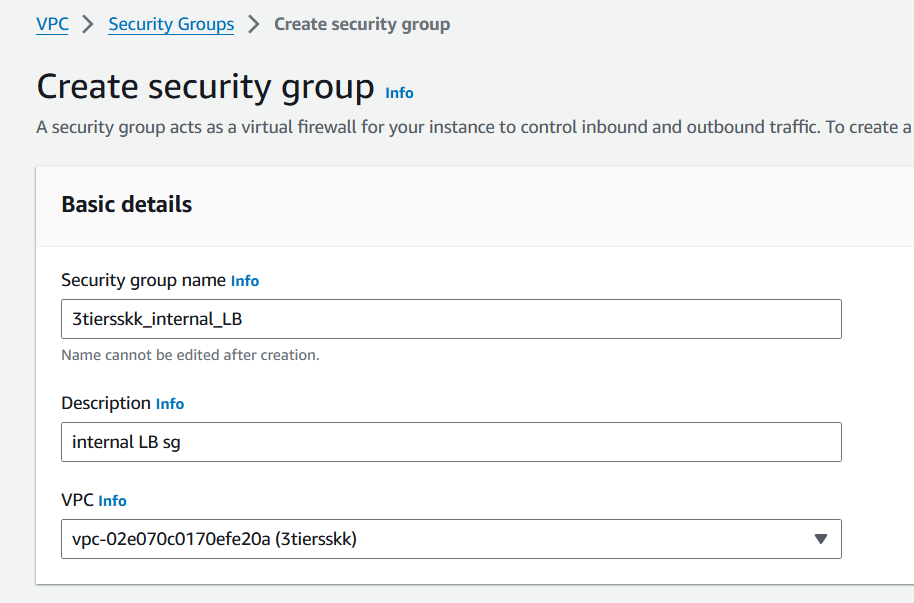 VPC > Security Groups > Create security group
Create security group Info
A security group acts as a virtual firewall for your instance to control inbound and outbound traffic. To create a
Basic details
Security group name Info
3tiersskk_internal_LB
Name cannot be edited after creation.
Description Info
internal LB sg
VPC Info
vpc-02e070c0170efe20a (3tiersskk)